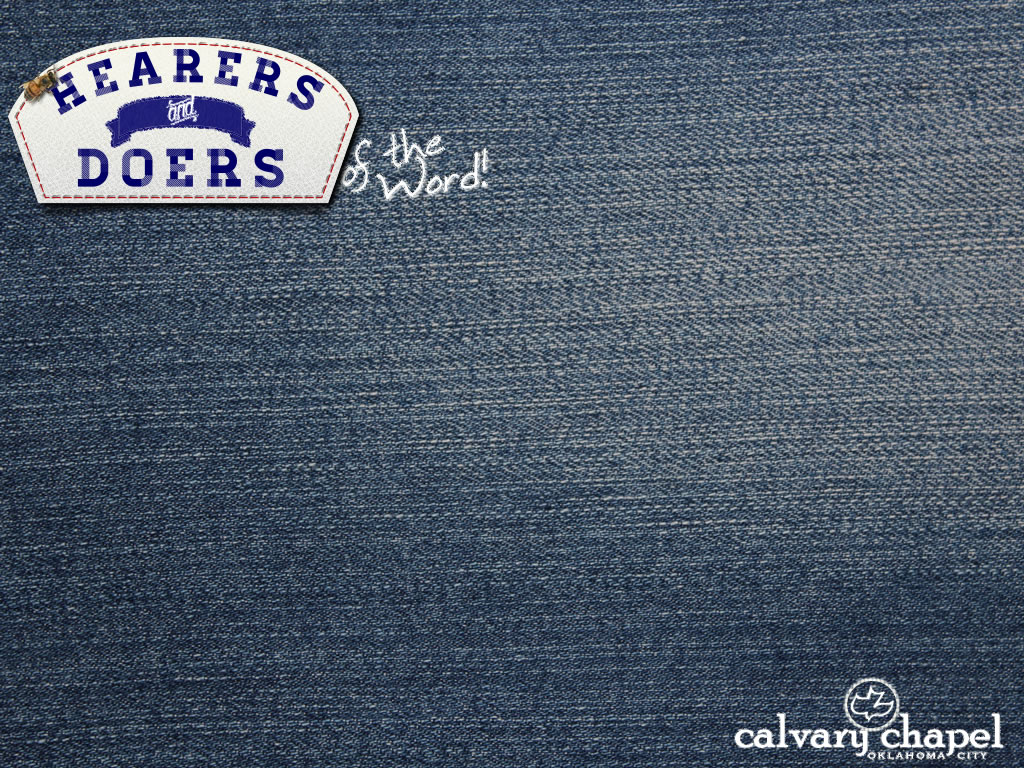 HEARERS
and
DOERS
of the
Word!
calvary chapel
OKLAHOMA CITY